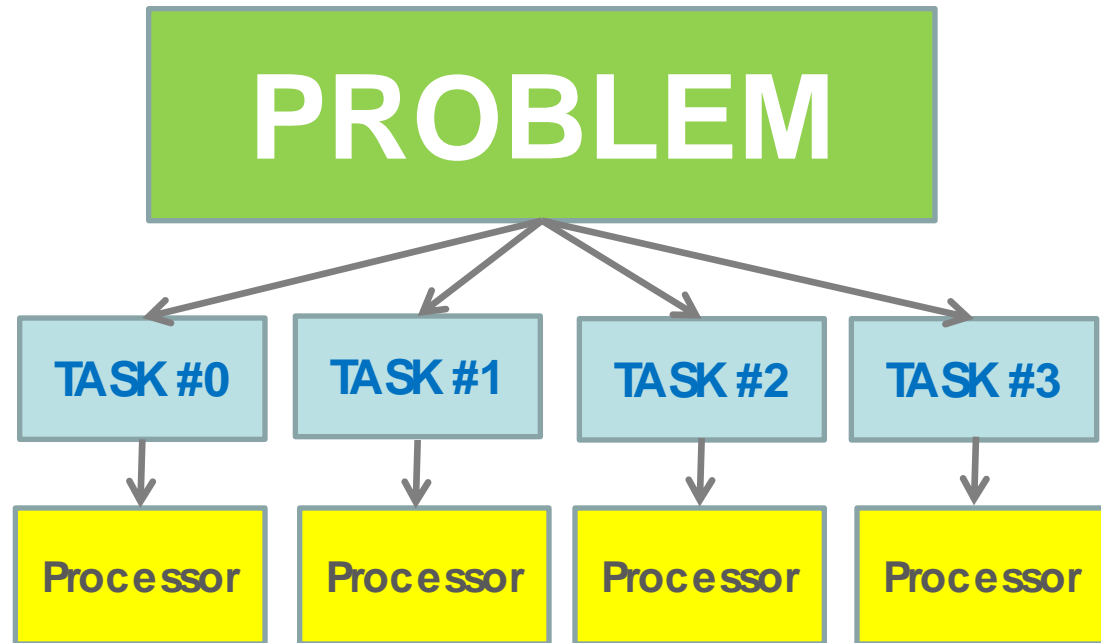 PROBLEM
TASK #0
TASK #1
TASK #2
TASK #3
Processor
Processor
Processor
Processor